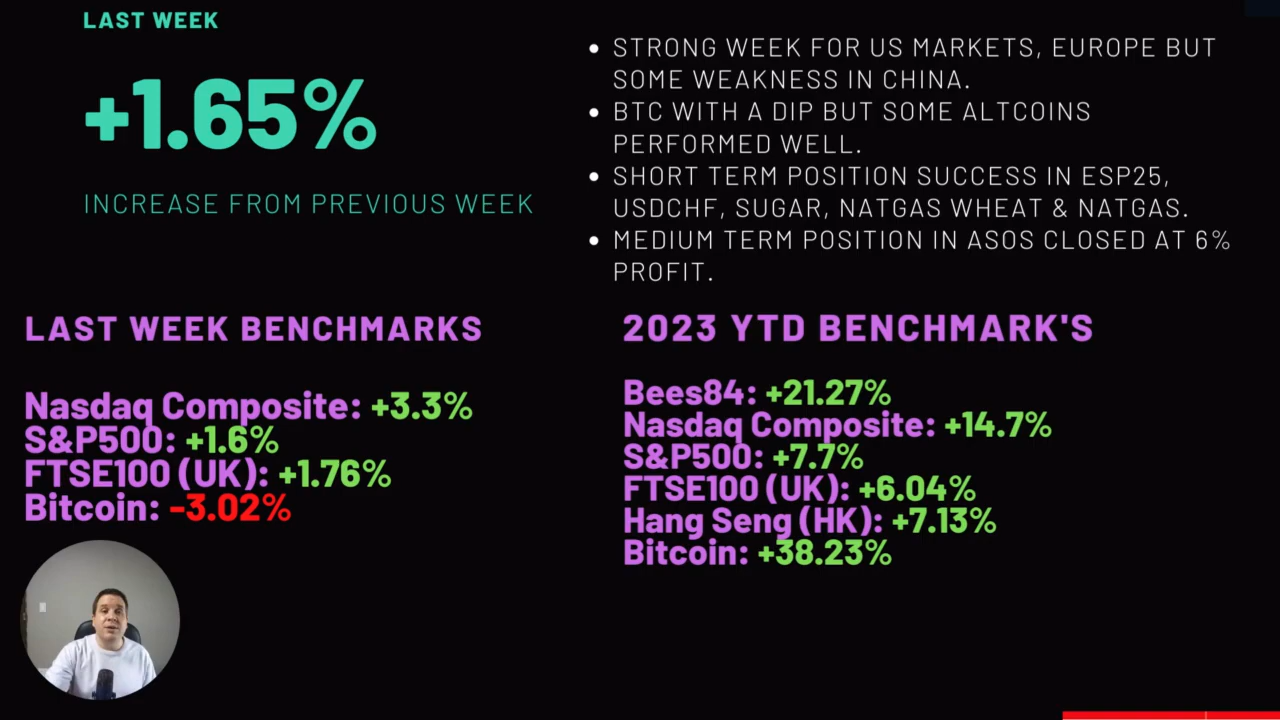 LAST WEEK
+1.65%
INCREASE FROM PREVIOUS WEEK
STRONG WEEK FOR US MARKETS, EUROPE BUT
SOME WEAKNESS IN CHINA.
BTC WITH A DIP BUT SOME ALTCOINS
PERFORMED WELL.
SHORT TERM POSITION SUCCESS IN ESP25,
USDCHF, SUGAR, NATGAS WHEAT & NATGAS.
MEDIUM TERM POSITION IN ASOS CLOSED AT 6%
PROFIT.
LAST WEEK BENCHMARKS
Nasdaq Composite: +3.3%
S&P500: +1.6%
FTSE100 (UK): +1.76%
Bitcoin: -3.02%
2023 YTD BENCHMARK'S
Bees84: +21.27%
Nasdaq Composite: +14.7%
S&P500: +7.7%
FTSE100 (UK): +6.04%
Hang Seng (HK): +7.13%
Bitcoin: +38.23%